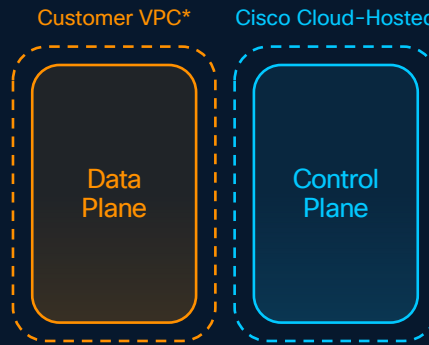 Customer VPC*
Cisco Cloud-Hosted
Data
Plane
Control
Plane